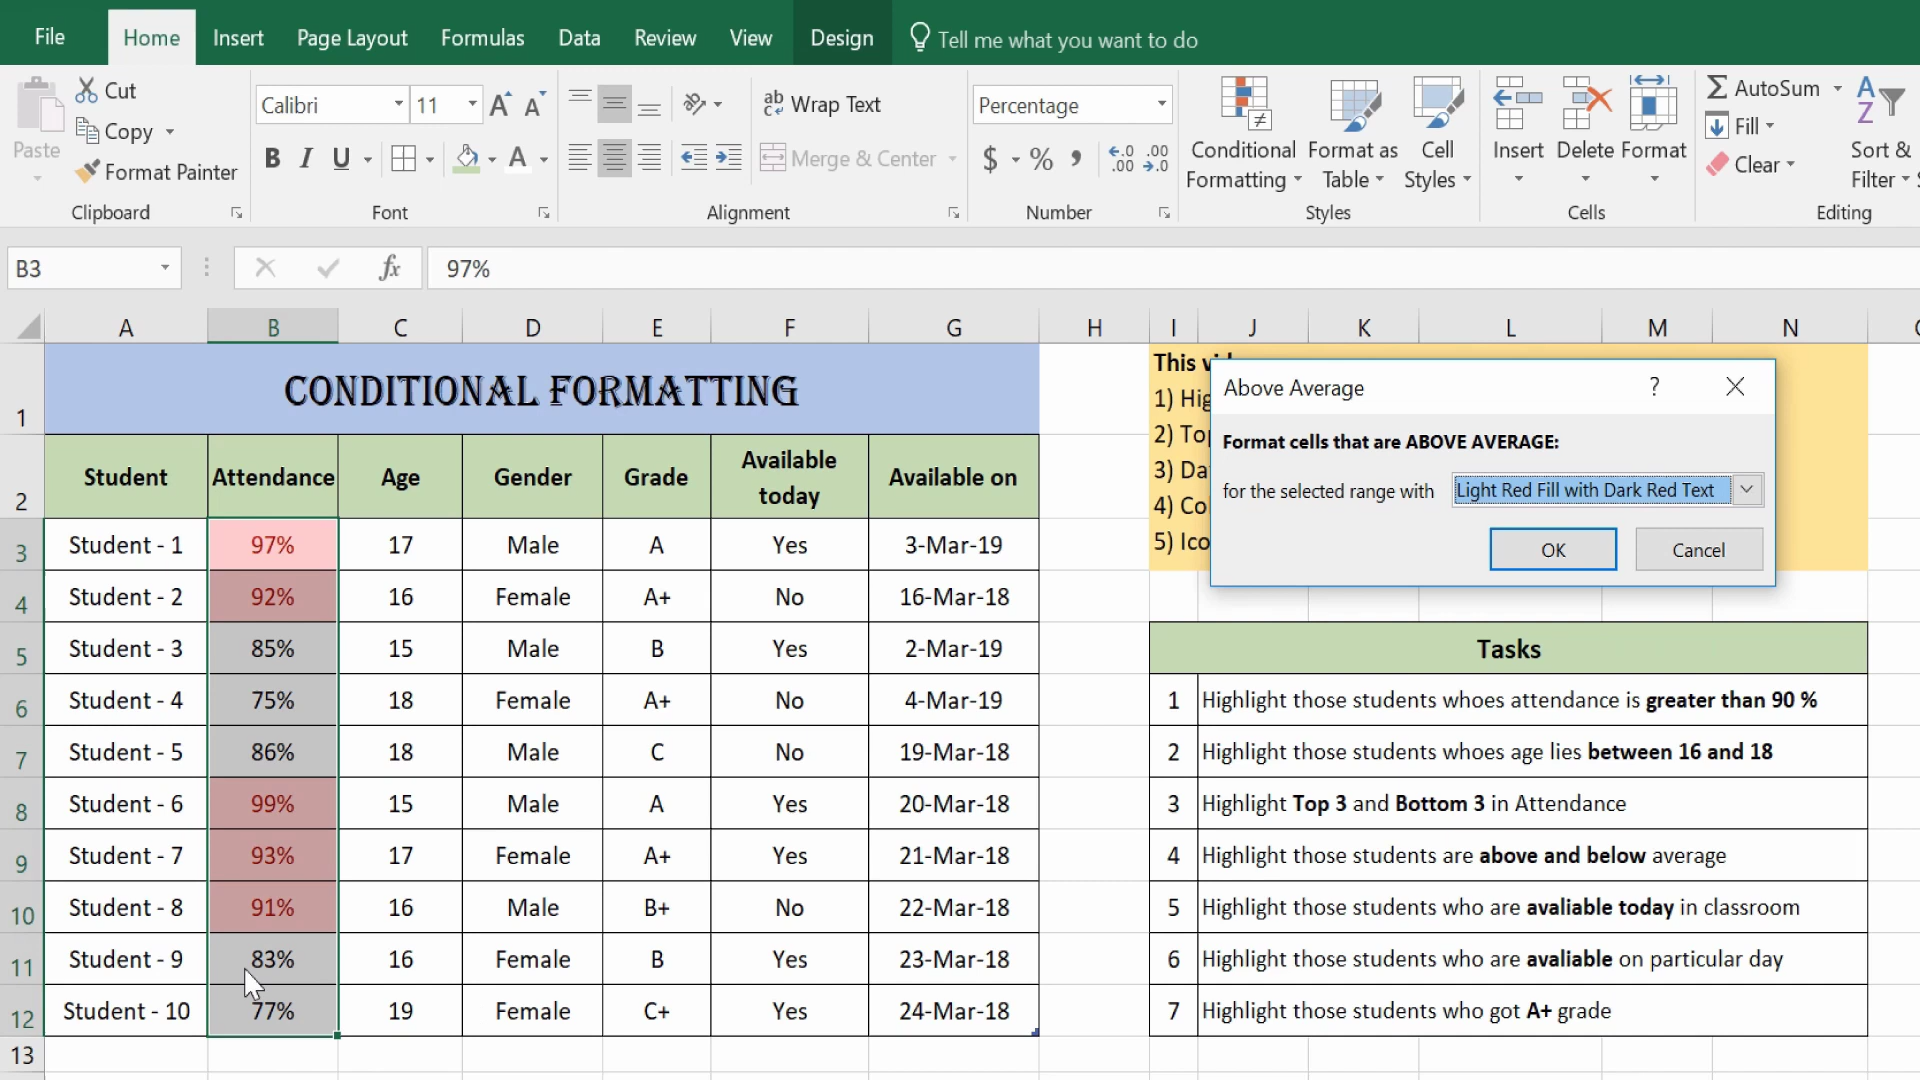 File Home Insert Page Layout Formulas Data Review View Design Tell me what you want to do
Cut
Copy
Format Painter
Paste
Clipboard
Calibri 11
B I U A
Font
Wrap Text
Merge & Center
Alignment
Percentage
$ % ,
Number
Conditional Formatting
Format as Table
Cell Styles
Styles
Insert Delete Format
Cells
AutoSum
Fill
Clear
Sort & Filter
Editing
B3 fx 97%
A B C D E F G H I J K L M N
1 CONDITIONAL FORMATTING
2 Student Attendance Age Gender Grade Available today Available on
3 Student - 1 97% 17 Male A Yes 3-Mar-19
4 Student - 2 92% 16 Female A+ No 16-Mar-18
5 Student - 3 85% 15 Male B Yes 2-Mar-19
6 Student - 4 75% 18 Female A+ No 4-Mar-19
7 Student - 5 86% 18 Male C No 19-Mar-18
8 Student - 6 99% 15 Male A Yes 20-Mar-18
9 Student - 7 93% 17 Female A+ Yes 21-Mar-18
10 Student - 8 91% 16 Male B+ No 22-Mar-18
11 Student - 9 83% 16 Female B Yes 23-Mar-18
12 Student - 10 77% 19 Female C+ Yes 24-Mar-18
13
This
1)
2)
3)
4)
5)
Above Average ?
Format cells that are ABOVE AVERAGE:
for the selected range with Light Red Fill with Dark Red Text
OK Cancel
Tasks
1 Highlight those students whoes attendance is greater than 90 %
2 Highlight those students whoes age lies between 16 and 18
3 Highlight Top 3 and Bottom 3 in Attendance
4 Highlight those students are above and below average
5 Highlight those students who are avaliable today in classroom
6 Highlight those students who are avaliable on particular day
7 Highlight those students who got A+ grade